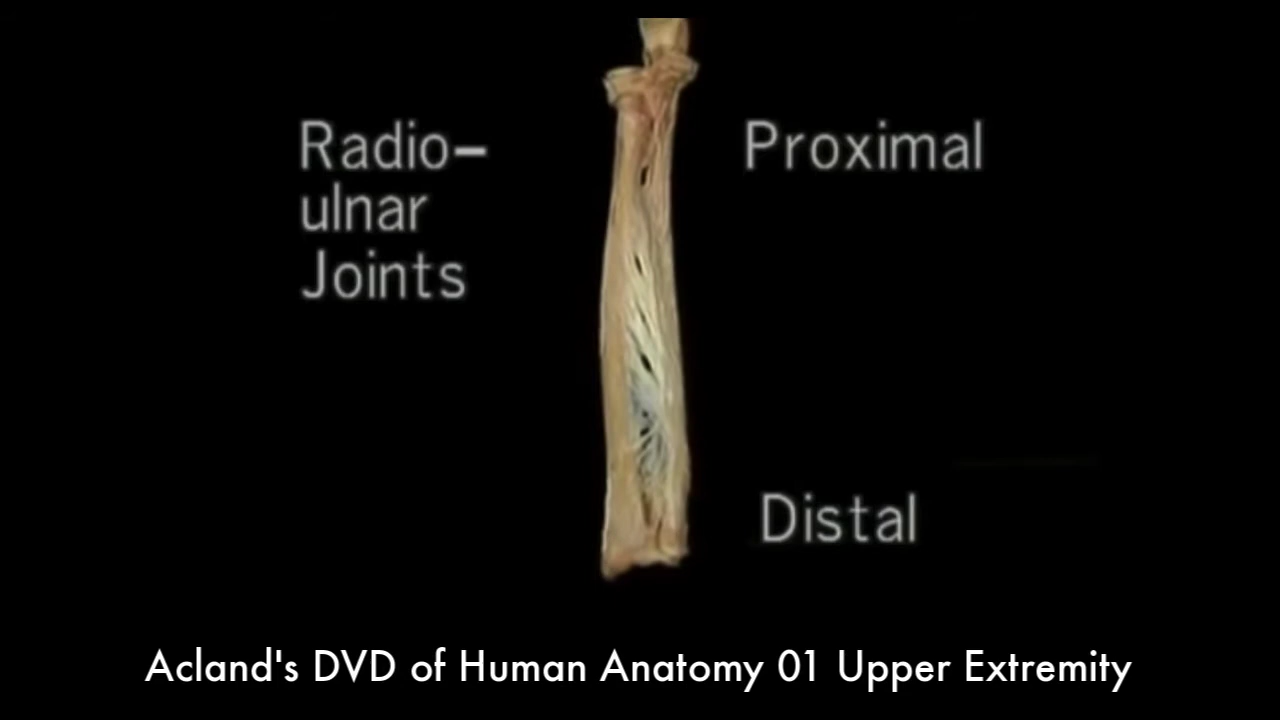 Radio-
ulnar
Joints
Proximal
Distal
Acland's DVD of Human Anatomy 01 Upper Extremity